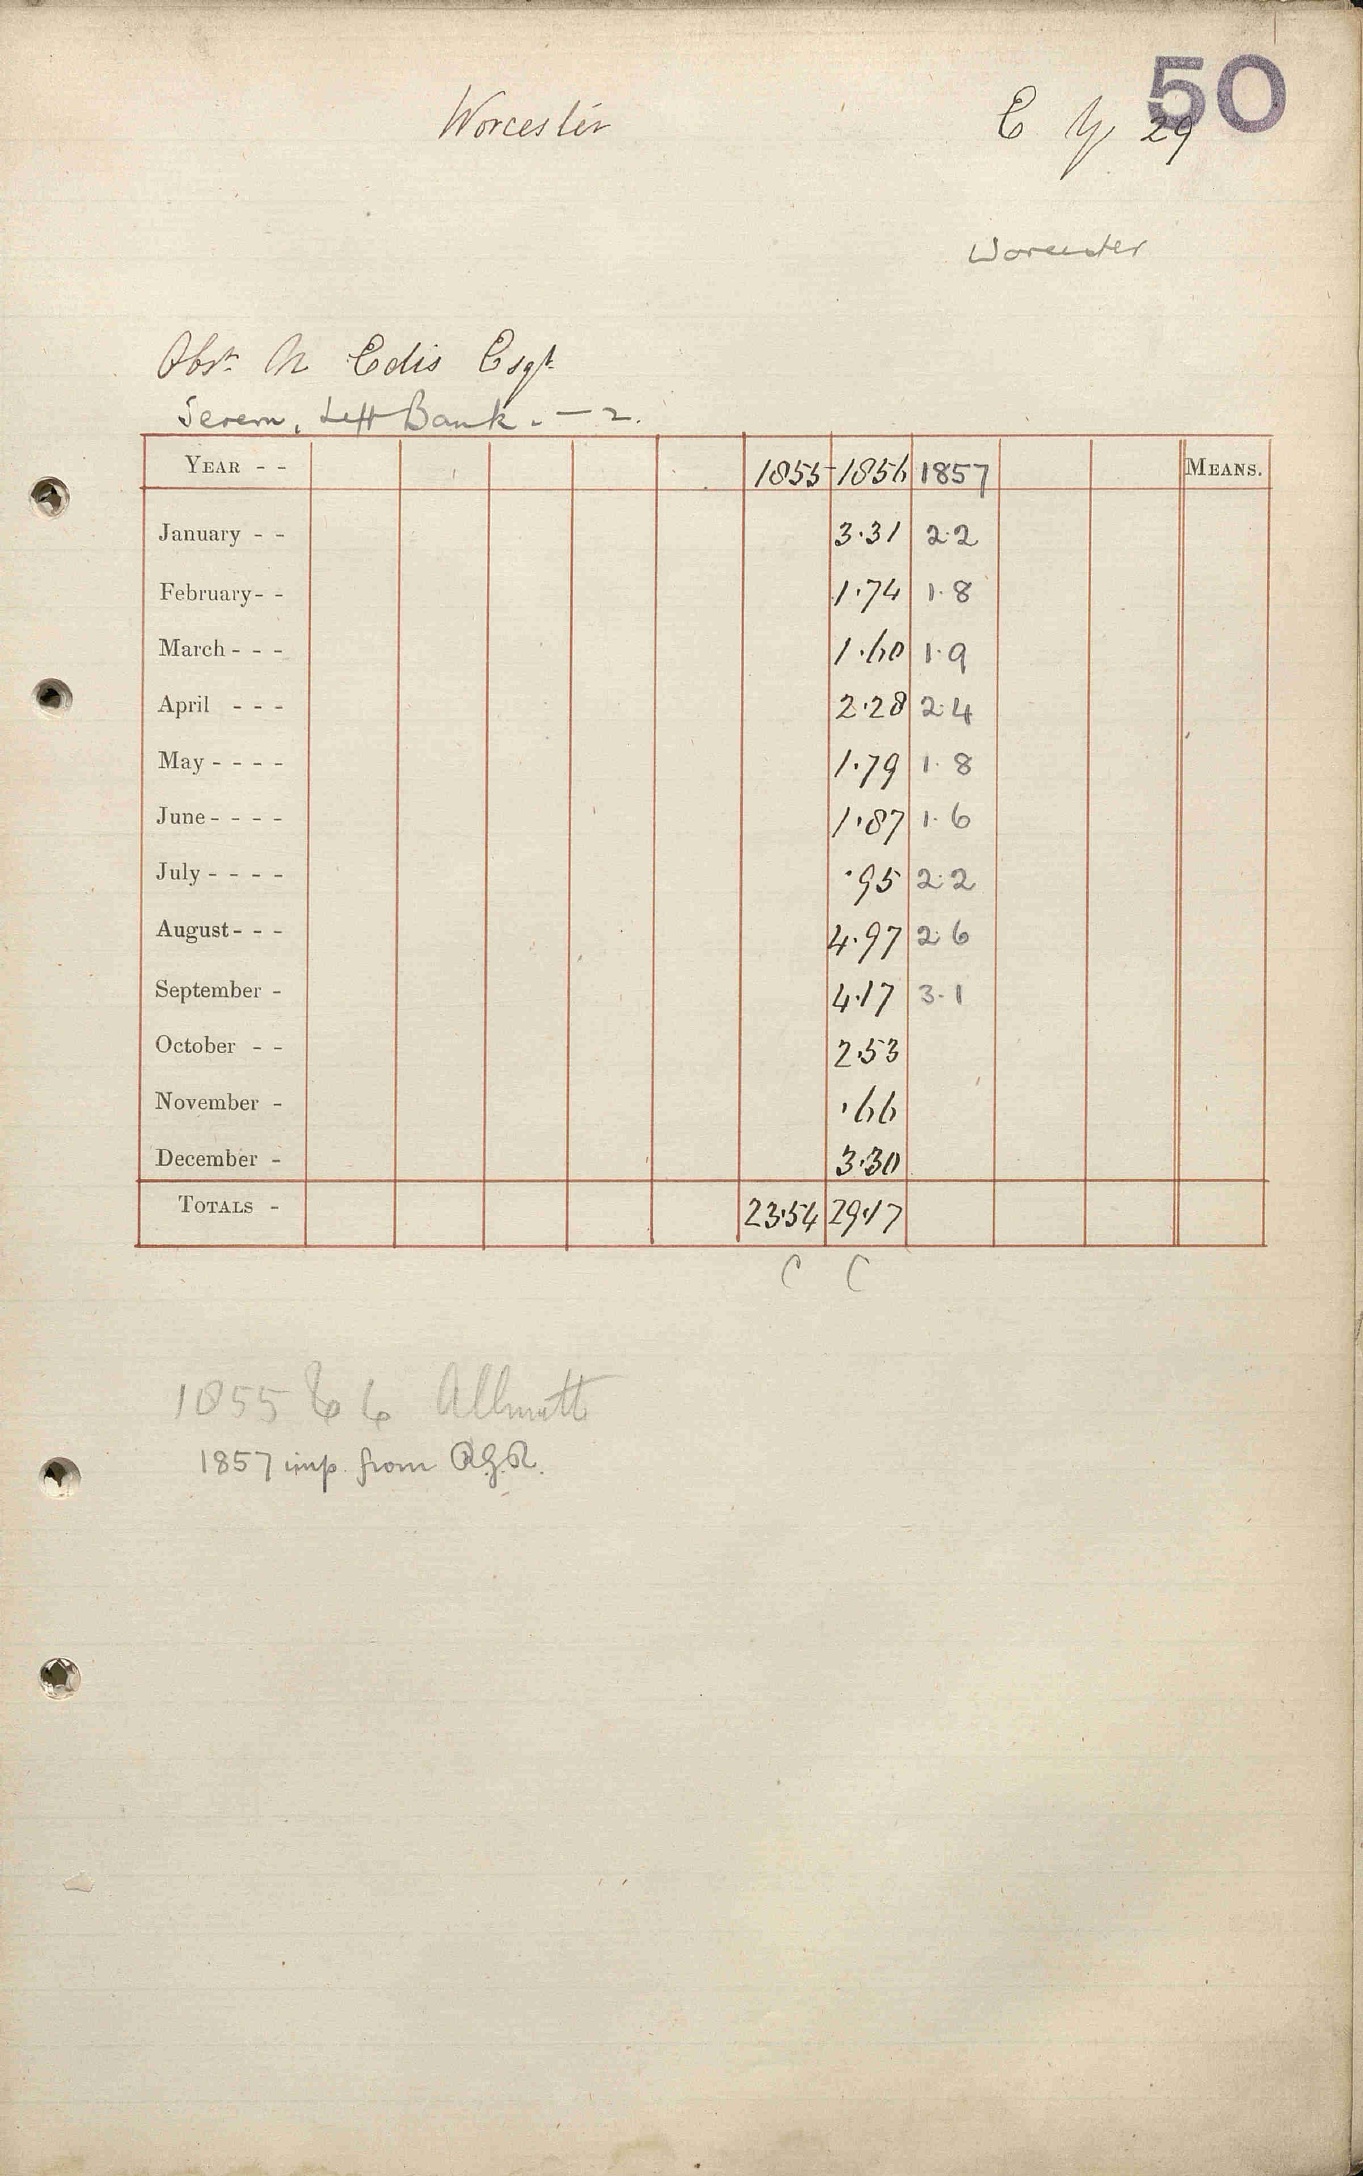 50
Worcester C Y 29
Worcester
Obsr. N Edis Esqr.
Severn, Left Bank. — 2.
YEAR - - 1855 1856 1857 MEANS.
January - - 3.31 2.2
February - - 1.74 1.8
March - - - 1.60 1.9
April - - - 2.28 2.4
May - - - - 1.79 1.8
June - - - - 1.87 1.6
July - - - - .95 2.2
August - - - 4.97 2.6
September - 4.17 3.1
October - - 2.53
November - .66
December - 3.30
TOTALS - 23.54 29.17
C C
1855 & 6 Allnatt
1857 imp. from